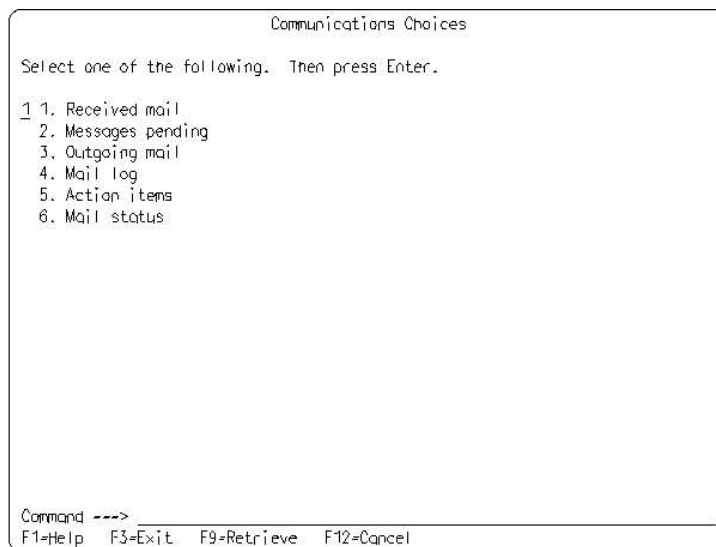 Communications Choices
Select one of the following. Then press Enter.
1 1. Received mail
2. Messages pending
3. Outgoing mail
4. Mail log
5. Action items
6. Mail status
Command --->
F1=Help F3=Exit F9=Retrieve F12=Cancel